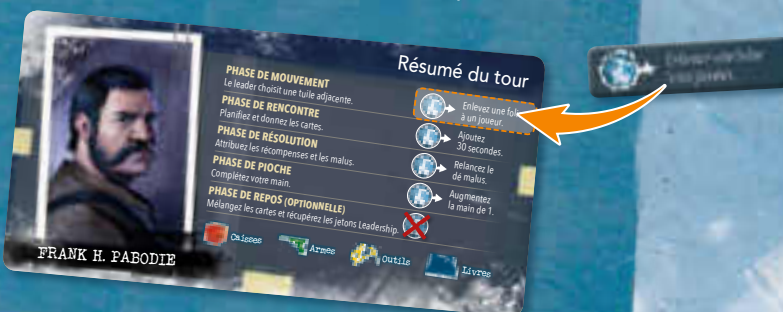 Résumé du tour
PHASE DE MOUVEMENT
Le leader choisit une tuile adjacente.
Enlevez une
à un joueur.
PHASE DE RENCONTRE
Planifiez et donnez les cartes.
Ajoutez
30 secondes.
PHASE DE RÉSOLUTION
Attribuez les récompenses et les malus.
Relancez le
dé malus.
PHASE DE PIOCHE
Complétez votre main.
Augmentez
la main de 1.
PHASE DE REPOS (OPTIONNELLE)
Mélangez les cartes et récupérez les jetons Leadership.
Caisses
Armes
Outils
Livres
FRANK H. PABODIE